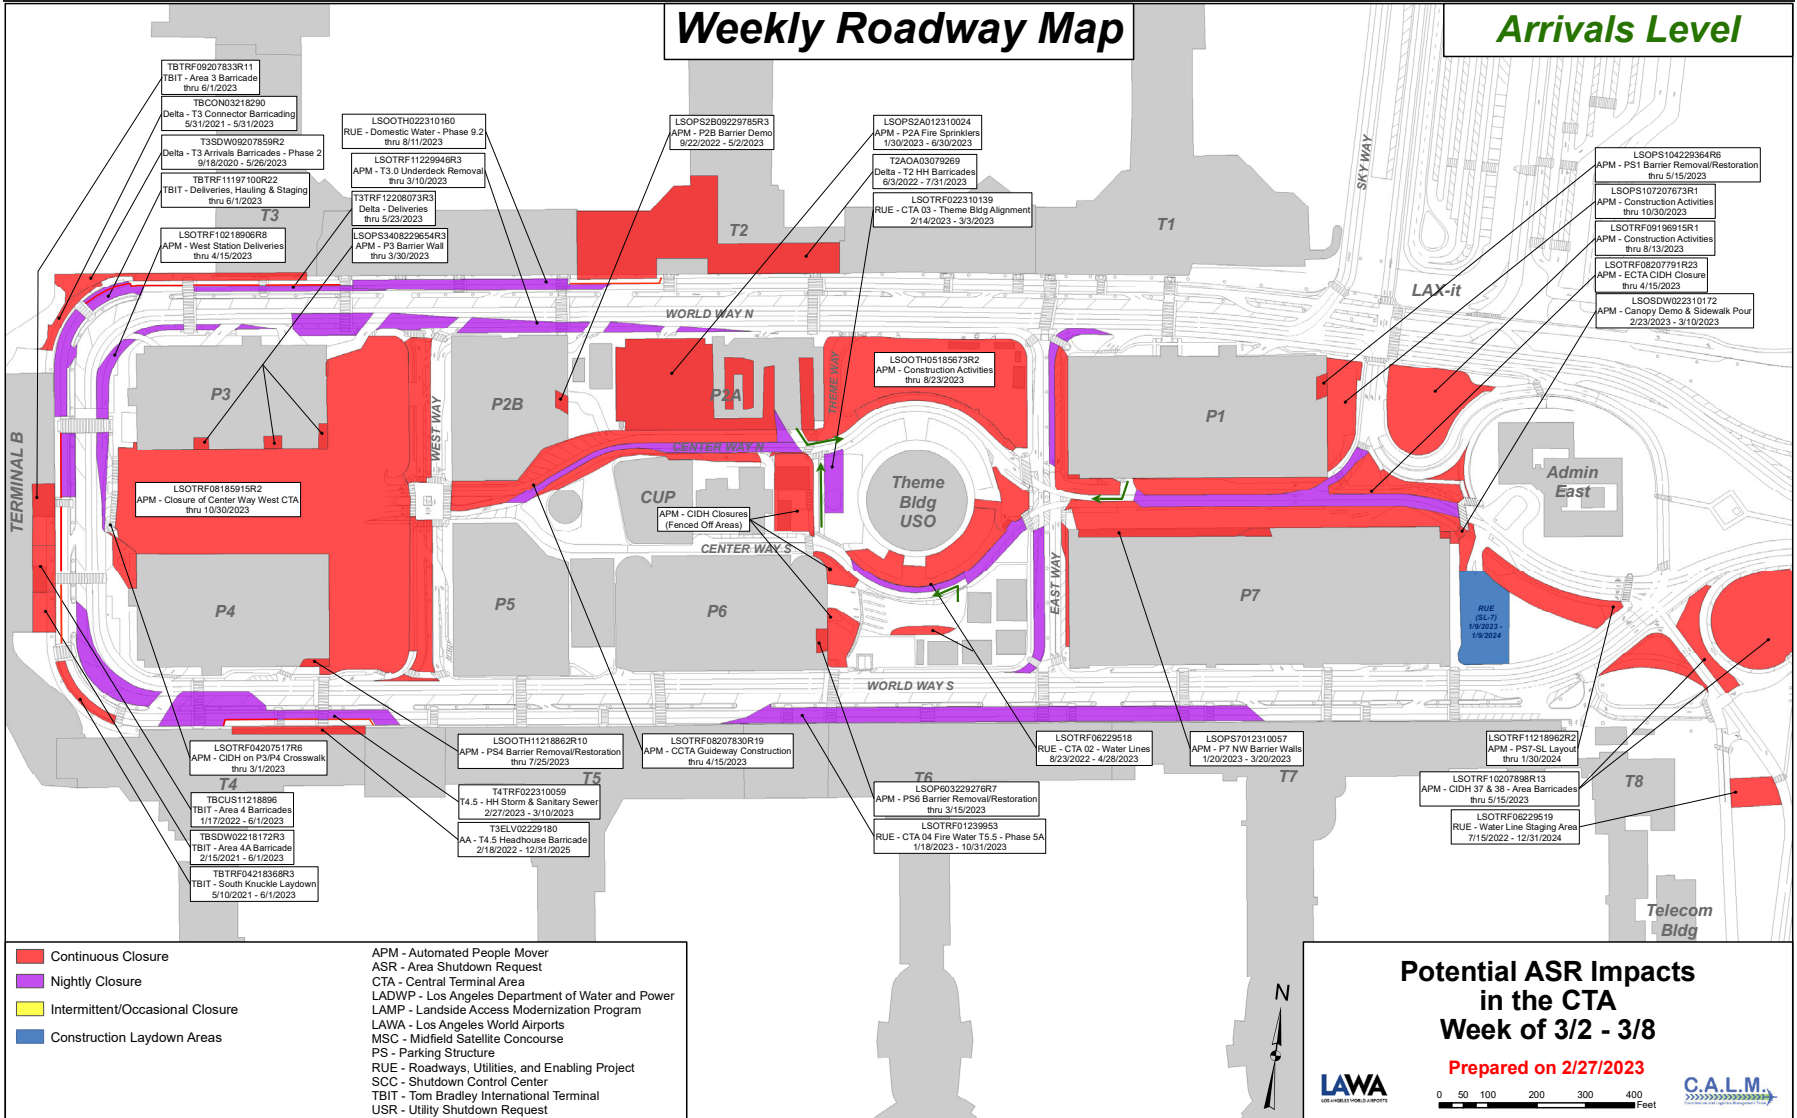 Weekly Roadway Map
Arrivals Level
TBTRF09207833R11
TBIT - Area 3 Barricade
thru 6/1/2023
TBCON03218290
Delta - T3 Connector Barricading
5/31/2021 - 5/31/2023
T3SDW09207859R2
Delta - T3 Arrivals Barricades - Phase 2
9/18/2020 - 5/26/2023
TBTRF11197100R22
TBIT - Deliveries, Hauling & Staging
thru 6/1/2023
LSOTRF10218906R8
APM - West Station Deliveries
thru 4/15/2023
LSOOTH022310160
RUE - Domestic Water - Phase 9.2
thru 8/11/2023
LSOTRF11229946R3
APM - T3.0 Underdeck Removal
thru 3/10/2023
T3TRF12208073R3
Delta - Deliveries
thru 5/23/2023
LSOPS3408229654R3
APM - P3 Barrier Wall
thru 3/30/2023
LSOPS2B09229785R3
APM - P2B Barrier Demo
9/22/2022 - 5/2/2023
LSOPS2A012310024
APM - P2A Fire Sprinklers
1/30/2023 - 6/30/2023
T2AOA03079269
Delta - T2 HH Barricades
6/3/2022 - 7/31/2023
LSOTRF022310139
RUE - CTA 03 - Theme Bldg Alignment
2/14/2023 - 3/3/2023
LSOPS104229364R6
APM - PS1 Barrier Removal/Restoration
thru 5/15/2023
LSOPS107207673R1
APM - Construction Activities
thru 10/30/2023
LSOTRF09196915R1
APM - Construction Activities
thru 8/13/2023
LSOTRF08207791R23
APM - ECTA CIDH Closure
thru 4/15/2023
LSOSDW022310172
APM - Canopy Demo & Sidewalk Pour
2/23/2023 - 3/10/2023
T3
T2
T1
SKY WAY
LAX-it
WORLD WAY N
P3
P2B
P2A
THEME WAY
LSOOTH05185673R2
APM - Construction Activities
thru 8/23/2023
P1
WEST WAY
CENTER WAY N
TERMINAL B
LSOTRF08185915R2
APM - Closure of Center Way West CTA
thru 10/30/2023
CUP
APM - CIDH Closures
(Fenced Off Areas)
Theme
Bldg
USO
Admin
East
CENTER WAY S
EAST WAY
P4
P5
P6
P7
RUE
(SL-7)
1/9/2023 -
1/9/2024
WORLD WAY S
LSOTRF04207517R6
APM - CIDH on P3/P4 Crosswalk
thru 3/1/2023
LSOOTH11218862R10
APM - PS4 Barrier Removal/Restoration
thru 7/25/2023
LSOTRF08207830R19
APM - CCTA Guideway Construction
thru 4/15/2023
LSOTRF06229518
RUE - CTA 02 - Water Lines
8/23/2022 - 4/28/2023
LSOPS7012310057
APM - P7 NW Barrier Walls
1/20/2023 - 3/20/2023
LSOTRF11218962R2
APM - PS7-SL Layout
thru 1/30/2024
T4
T5
T6
T7
T8
TBCUS11218896
TBIT - Area 4 Barricades
1/17/2022 - 6/1/2023
T4TRF022310059
T4.5 - HH Storm & Sanitary Sewer
2/27/2023 - 3/10/2023
LSOP603229276R7
APM - PS6 Barrier Removal/Restoration
thru 3/15/2023
LSOTRF10207898R13
APM - CIDH 37 & 38 - Area Barricades
thru 5/15/2023
TBSDW02218172R3
TBIT - Area 4A Barricade
2/15/2021 - 6/1/2023
T3ELV02229180
AA - T4.5 Headhouse Barricade
2/18/2022 - 12/31/2025
LSOTRF01239953
RUE - CTA 04 Fire Water T5.5 - Phase 5A
1/18/2023 - 10/31/2023
LSOTRF06229519
RUE - Water Line Staging Area
7/15/2022 - 12/31/2024
TBTRF04218368R3
TBIT - South Knuckle Laydown
5/10/2021 - 6/1/2023
Telecom
Bldg
Continuous Closure
Nightly Closure
Intermittent/Occasional Closure
Construction Laydown Areas
APM - Automated People Mover
ASR - Area Shutdown Request
CTA - Central Terminal Area
LADWP - Los Angeles Department of Water and Power
LAMP - Landside Access Modernization Program
LAWA - Los Angeles World Airports
MSC - Midfield Satellite Concourse
PS - Parking Structure
RUE - Roadways, Utilities, and Enabling Project
SCC - Shutdown Control Center
TBIT - Tom Bradley International Terminal
USR - Utility Shutdown Request
N
Potential ASR Impacts
in the CTA
Week of 3/2 - 3/8
Prepared on 2/27/2023
LAWA
LOS ANGELES WORLD AIRPORTS
0 50 100 200 300 400
Feet
C.A.L.M.